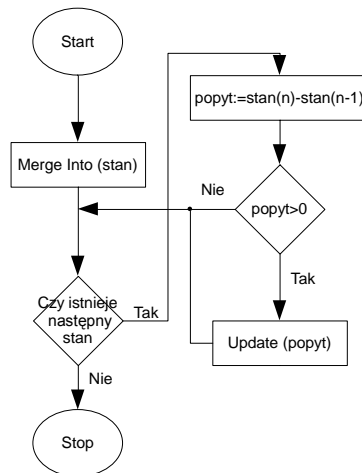 Start
Merge Into (stan)
Czy istnieje
następny
stan
Tak
Nie
Stop
popyt:=stan(n)-stan(n-1)
popyt>0
Nie
Tak
Update (popyt)